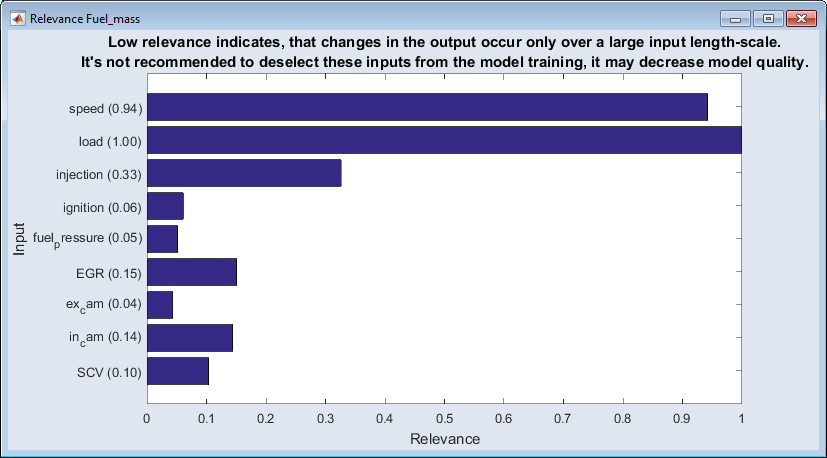 Relevance Fuel_mass
Low relevance indicates, that changes in the output occur only over a large input length-scale.
It's not recommended to deselect these inputs from the model training, it may decrease model quality.
speed (0.94)
load (1.00)
injection (0.33)
ignition (0.06)
fuelpressure (0.05)
EGR (0.15)
excam (0.04)
incam (0.14)
SCV (0.10)
Input
0 0.1 0.2 0.3 0.4 0.5 0.6 0.7 0.8 0.9 1
Relevance